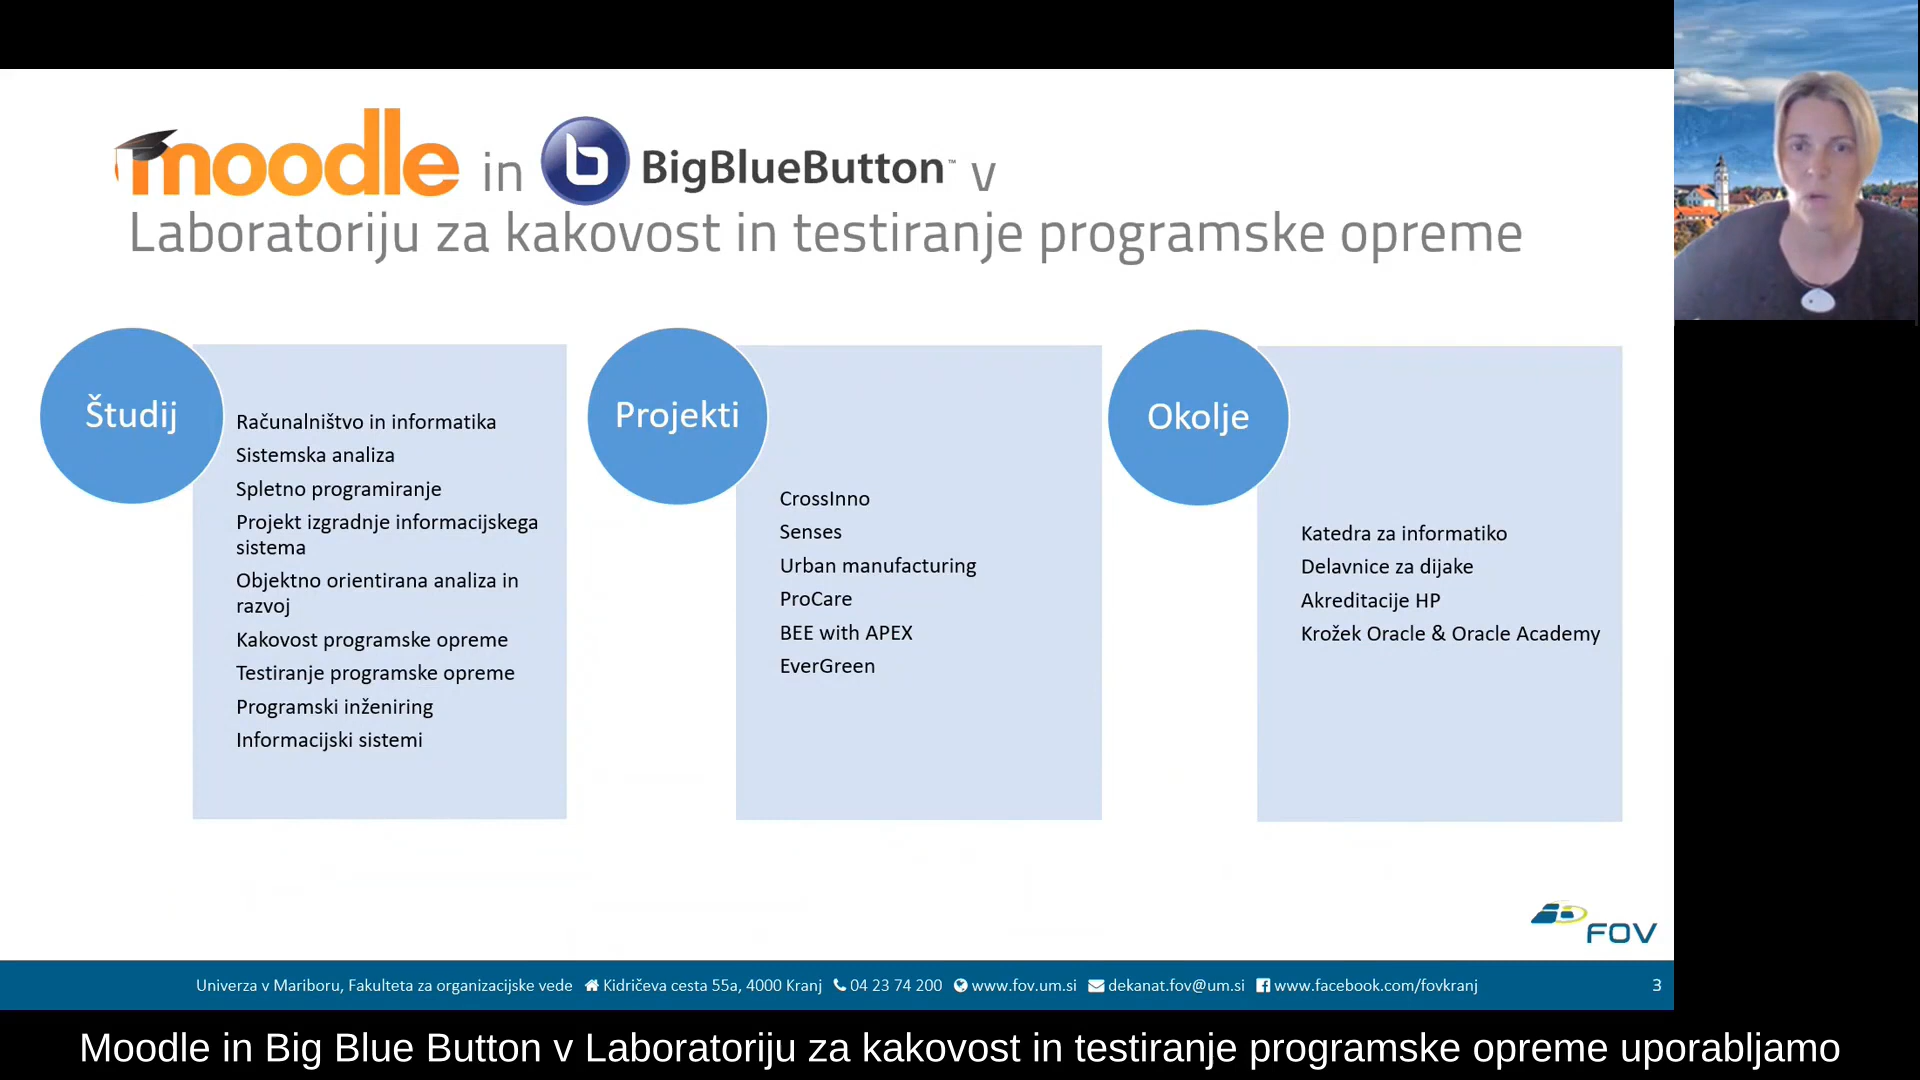 moodle in b BigBlueButton™ v
Laboratoriju za kakovost in testiranje programske opreme
Študij
Računalništvo in informatika
Sistemska analiza
Spletno programiranje
Projekt izgradnje informacijskega
sistema
Objektno orientirana analiza in
razvoj
Kakovost programske opreme
Testiranje programske opreme
Programski inženiring
Informacijski sistemi
Projekti
CrossInno
Senses
Urban manufacturing
ProCare
BEE with APEX
EverGreen
Okolje
Katedra za informatiko
Delavnice za dijake
Akreditacije HP
Krožek Oracle & Oracle Academy
FOV
Univerza v Mariboru, Fakulteta za organizacijske vede Kidričeva cesta 55a, 4000 Kranj 04 23 74 200 www.fov.um.si dekanat.fov@um.si www.facebook.com/fovkranj 3
Moodle in Big Blue Button v Laboratoriju za kakovost in testiranje programske opreme uporabljamo